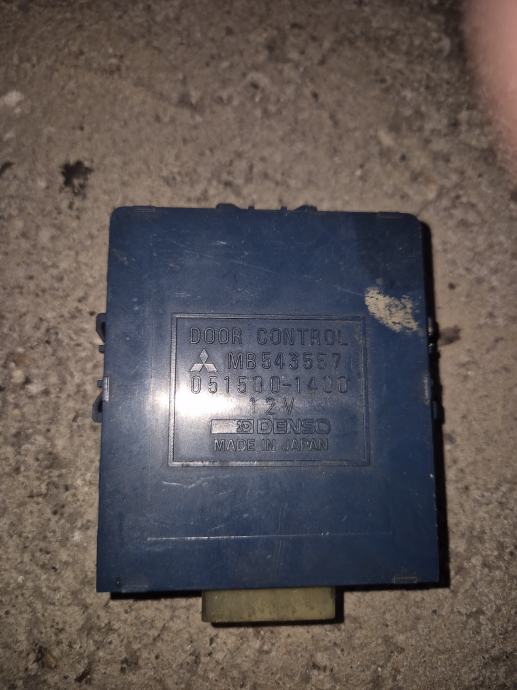 DOOR CONTROL
MB543557
051500-1400
12V
DENSO
MADE IN JAPAN